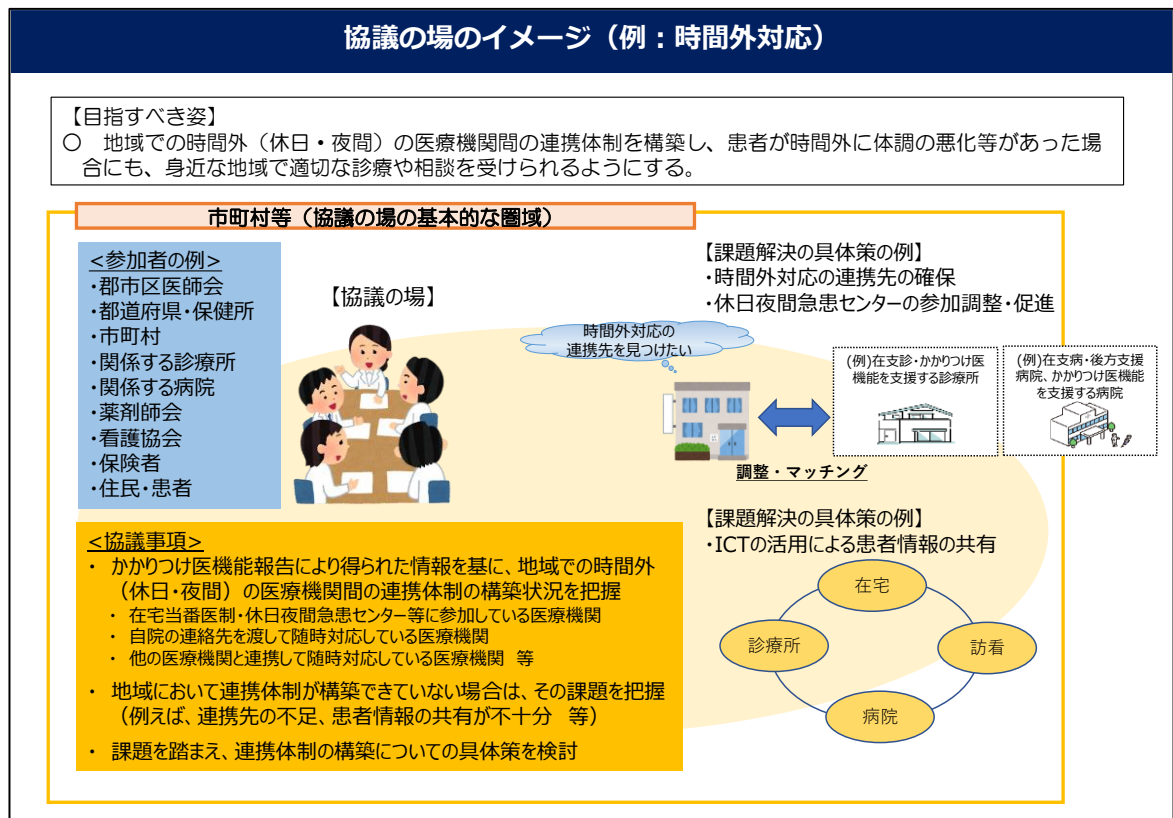 協議の場のイメージ（例：時間外対応）
【目指すべき姿】
○　地域での時間外（休日・夜間）の医療機関間の連携体制を構築し、患者が時間外に体調の悪化等があった場
合にも、身近な地域で適切な診療や相談を受けられるようにする。
市町村等（協議の場の基本的な圏域）
<参加者の例>
・郡市区医師会
・都道府県・保健所
・市町村
・関係する診療所
・関係する病院
・薬剤師会
・看護協会
・保険者
・住民・患者
【協議の場】
【課題解決の具体策の例】
・時間外対応の連携先の確保
・休日夜間急患センターの参加調整・促進
時間外対応の
連携先を見つけたい
(例)在支診・かかりつけ医
機能を支援する診療所
(例)在支病・後方支援
病院、かかりつけ医機能
を支援する病院
調整・マッチング
<協議事項>
・ かかりつけ医機能報告により得られた情報を基に、地域での時間外
（休日・夜間）の医療機関間の連携体制の構築状況を把握
・ 在宅当番医制・休日夜間急患センター等に参加している医療機関
・ 自院の連絡先を渡して随時対応している医療機関
・ 他の医療機関と連携して随時対応している医療機関 等
・ 地域において連携体制が構築できていない場合は、その課題を把握
（例えば、連携先の不足、患者情報の共有が不十分 等）
・ 課題を踏まえ、連携体制の構築についての具体策を検討
【課題解決の具体策の例】
・ICTの活用による患者情報の共有
在宅
診療所
訪看
病院